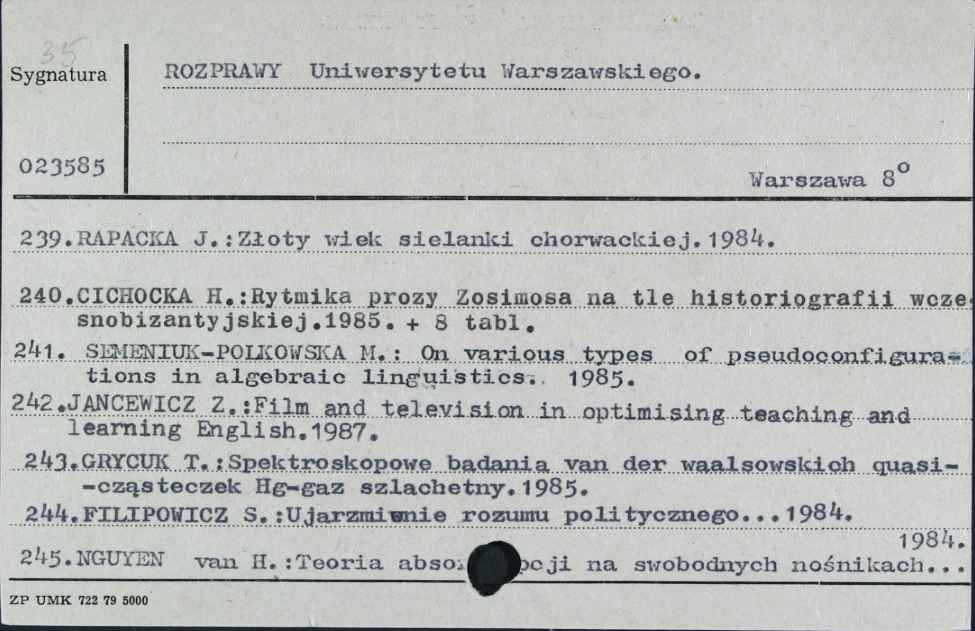 35
Sygnatura
ROZPRAWY Uniwersytetu Warszawskiego.
023585
Warszawa 8°
239.RAPACKA J.:Złoty wiek sielanki chorwackiej.1984.
240.CICHOCKA H.:Rytmika prozy Zosimosa na tle historiografii wcze
snobizantyjskiej.1985. + 8 tabl.
241. SEMENIUK-POLKOWSKA M.: On various types of pseudoconfigura-
tions in algebraic linguistics. 1985.
242.JANCEWICZ Z.:Film and television in optimising teaching and
learning English.1987.
243.GRYCUK T.:Spektroskopowe badania van der waalsowskich quasi-
-cząsteczek Hg-gaz szlachetny.1985.
244.FILIPOWICZ S.:Ujarzmienie rozumu politycznego...1984.
1984.
245.NGUYEN van H.:Teoria na swobodnych nośnikach...
ZP UMK 722 79 5000